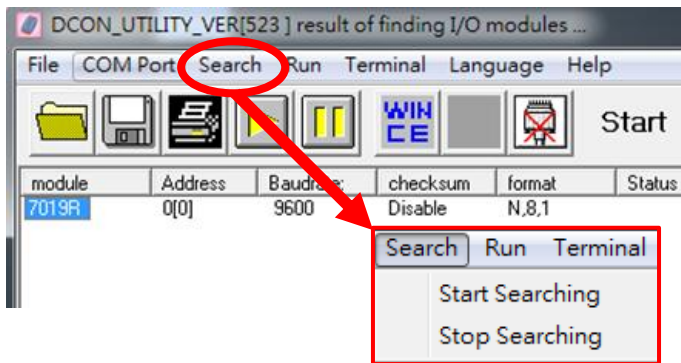 DCON_UTILITY_VER[523 ] result of finding I/O modules ...
File COM Port Search Run Terminal Language Help
WIN CE Start
module Address Baudrate: checksum format Status
7019R 0[0] 9600 Disable N,8,1
Search Run Terminal
Start Searching
Stop Searching